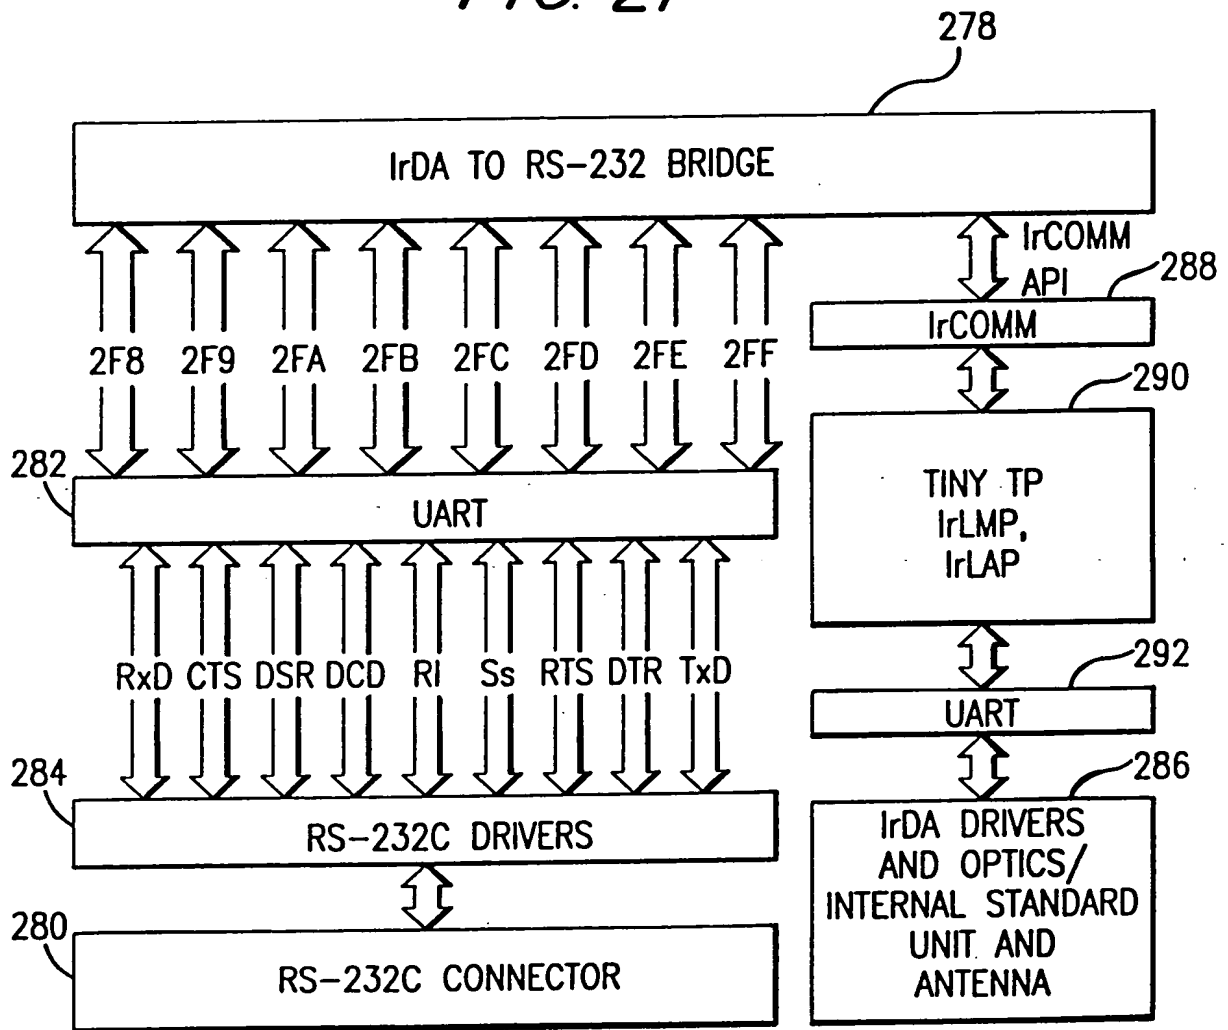 FIG. 21
278
IrDA TO RS-232 BRIDGE
IrCOMM
API
288
IrCOMM
2F8 2F9 2FA 2FB 2FC 2FD 2FE 2FF
290
282
UART
TINY TP
IrLMP,
IrLAP
RxD CTS DSR DCD RI Ss RTS DTR TxD
292
UART
284
RS-232C DRIVERS
286
IrDA DRIVERS
AND OPTICS/
INTERNAL STANDARD
UNIT AND
ANTENNA
280
RS-232C CONNECTOR